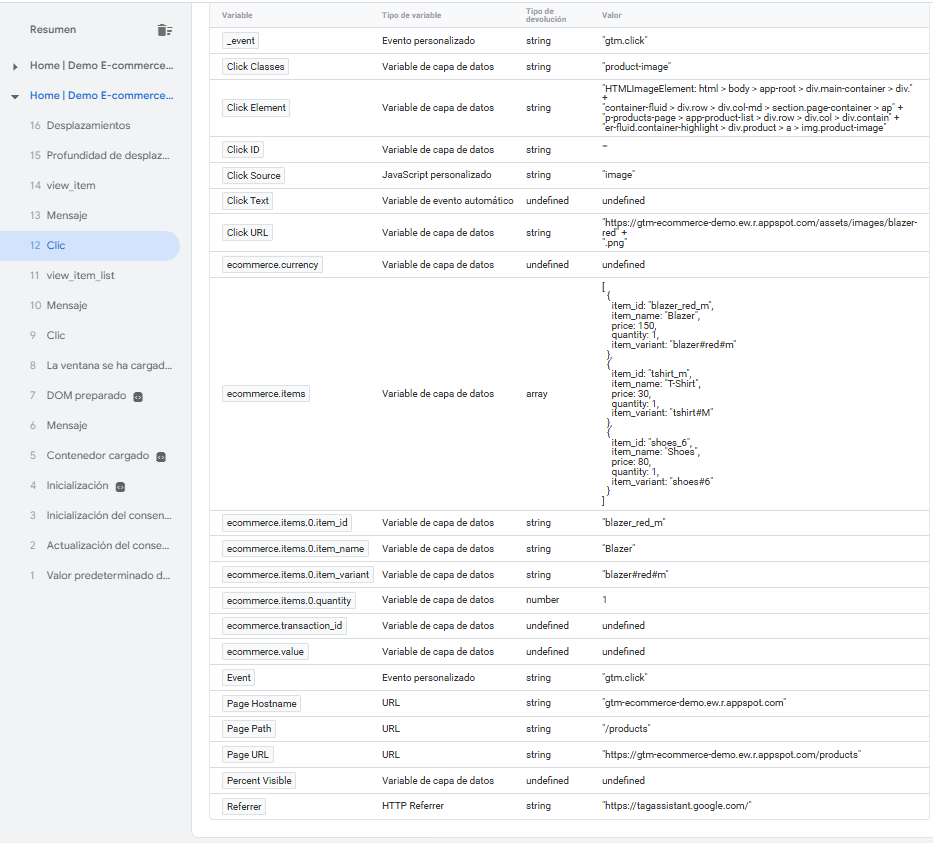 Resumen
Home | Demo E-commerce...
Home | Demo E-commerce...
16 Desplazamientos
15 Profundidad de desplaz...
14 view_item
13 Mensaje
12 Clic
11 view_item_list
10 Mensaje
9 Clic
8 La ventana se ha cargad...
7 DOM preparado
6 Mensaje
5 Contenedor cargado
4 Inicialización
3 Inicialización del consen...
2 Actualización del conse...
1 Valor predeterminado d...
Variable Tipo de variable Tipo de devolución Valor
_event Evento personalizado string "gtm.click"
Click Classes Variable de capa de datos string "product-image"
Click Element Variable de capa de datos string "HTMLImageElement: html > body > app-root > div.main-container > div."
+
"container-fluid > div.row > div.col-md > section.page-container > ap" +
"p-products-page > app-product-list > div.row > div.col > div.contain" +
"er-fluid.container-highlight > div.product > a > img.product-image"
Click ID Variable de capa de datos string ""
Click Source JavaScript personalizado string "image"
Click Text Variable de evento automático undefined undefined
Click URL Variable de capa de datos string "https://gtm-ecommerce-demo.ew.r.appspot.com/assets/images/blazer-
red" +
".png"
ecommerce.currency Variable de capa de datos undefined undefined
ecommerce.items Variable de capa de datos array [
{
item_id: "blazer_red_m",
item_name: "Blazer",
price: 150,
quantity: 1,
item_variant: "blazer#red#m"
},
{
item_id: "tshirt_m",
item_name: "T-Shirt",
price: 30,
quantity: 1,
item_variant: "tshirt#M"
},
{
item_id: "shoes_6",
item_name: "Shoes",
price: 80,
quantity: 1,
item_variant: "shoes#6"
}
]
ecommerce.items.0.item_id Variable de capa de datos string "blazer_red_m"
ecommerce.items.0.item_name Variable de capa de datos string "Blazer"
ecommerce.items.0.item_variant Variable de capa de datos string "blazer#red#m"
ecommerce.items.0.quantity Variable de capa de datos number 1
ecommerce.transaction_id Variable de capa de datos undefined undefined
ecommerce.value Variable de capa de datos undefined undefined
Event Evento personalizado string "gtm.click"
Page Hostname URL string "gtm-ecommerce-demo.ew.r.appspot.com"
Page Path URL string "/products"
Page URL URL string "https://gtm-ecommerce-demo.ew.r.appspot.com/products"
Percent Visible Variable de capa de datos undefined undefined
Referrer HTTP Referrer string "https://tagassistant.google.com/"